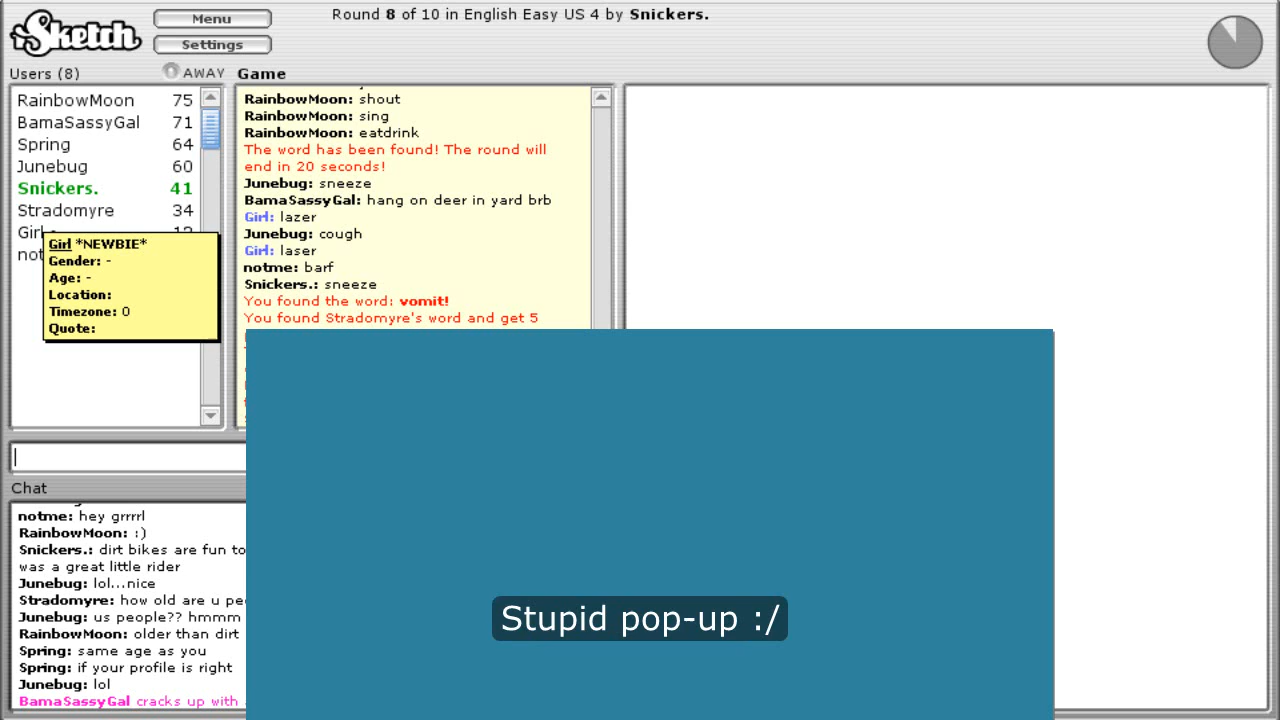 iSketch
Menu
Settings
Round 8 of 10 in English Easy US 4 by Snickers.
Users (8)
AWAY
Game
RainbowMoon 75
BamaSassyGal 71
Spring 64
Junebug 60
Snickers. 41
Stradomyre 34
Girl
not
Girl *NEWBIE*
Gender: -
Age: -
Location:
Timezone: 0
Quote:
RainbowMoon: shout
RainbowMoon: sing
RainbowMoon: eatdrink
The word has been found! The round will
end in 20 seconds!
Junebug: sneeze
BamaSassyGal: hang on deer in yard brb
Girl: lazer
Junebug: cough
Girl: laser
notme: barf
Snickers.: sneeze
You found the word: vomit!
You found Stradomyre's word and get 5
Chat
notme: hey grrrl
RainbowMoon: :)
Snickers.: dirt bikes are fun to
was a great little rider
Junebug: lol...nice
Stradomyre: how old are u pe
Junebug: us people?? hmmm
RainbowMoon: older than dirt
Spring: same age as you
Spring: if your profile is right
Junebug: lol
BamaSassyGal cracks up with
Stupid pop-up :/